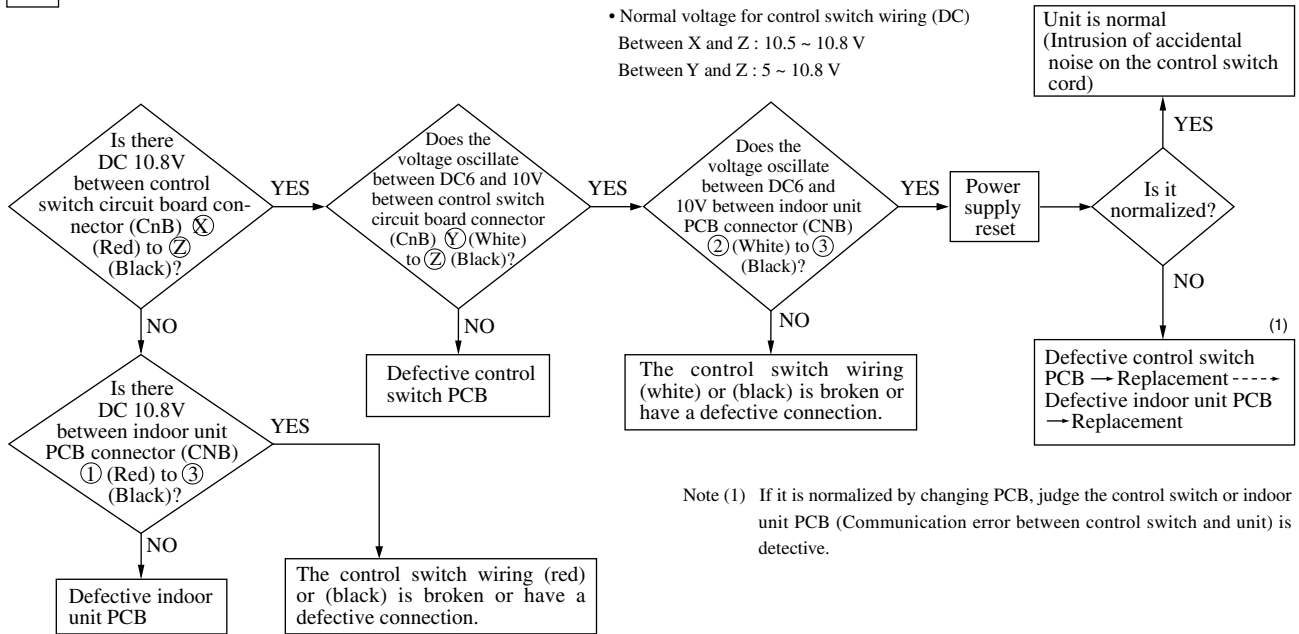 • Normal voltage for control switch wiring (DC)
Between X and Z : 10.5 ~ 10.8 V
Between Y and Z : 5 ~ 10.8 V
Unit is normal
(Intrusion of accidental
noise on the control switch
cord)
YES
Is there
DC 10.8V
between control
switch circuit board con-
nector (CnB) Ⓧ
(Red) to Ⓩ
(Black)?
YES
Does the
voltage oscillate
between DC6 and 10V
between control switch
circuit board connector
(CnB) Ⓨ (White)
to Ⓩ (Black)?
YES
Does the
voltage oscillate
between DC6 and
10V between indoor unit
PCB connector (CNB)
② (White) to ③
(Black)?
YES
Power
supply
reset
Is it
normalized?
NO
NO
NO
NO
(1)
Is there
DC 10.8V
between indoor unit
PCB connector (CNB)
① (Red) to ③
(Black)?
YES
Defective control
switch PCB
The control switch wiring
(white) or (black) is broken or
have a defective connection.
Defective control switch
PCB → Replacement ----→
Defective indoor unit PCB
→ Replacement
Note (1) If it is normalized by changing PCB, judge the control switch or indoor
unit PCB (Communication error between control switch and unit) is
detective.
NO
Defective indoor
unit PCB
The control switch wiring (red)
or (black) is broken or have a
defective connection.